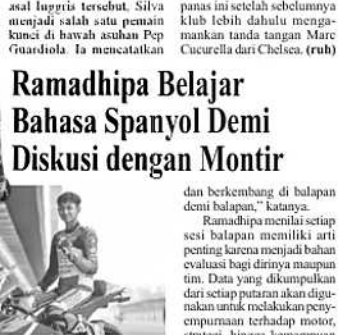 asal Inggris tersebut, Silva
menjadi salah satu pemain
kunci di bawah asuhan Pep
Guardiola. Ia mencatatkan
panas ini setelah sebelumnya
klub lebih dahulu menga-
mankan tanda tangan Marc
Cucurella dari Chelsea. (ruh)
Ramadhipa Belajar
Bahasa Spanyol Demi
Diskusi dengan Montir
dan berkembang di balapan
demi balapan,” katanya.
Ramadhipa menilai setiap
sesi balapan memiliki arti
penting karena menjadi bahan
evaluasi bagi dirinya maupun
tim. Data yang dikumpulkan
dari setiap putaran akan digu-
nakan untuk melakukan peny-
empurnaan terhadap motor,
strategi, hingga kemampuan